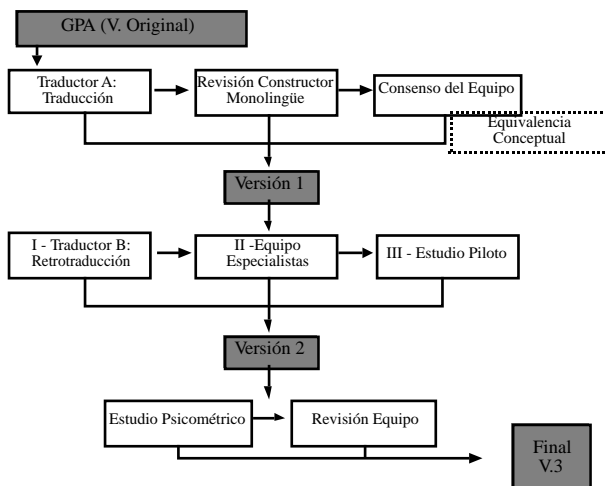 GPA (V. Original)
Traductor A:
Traducción
Revisión Constructor
Monolingüe
Consenso del Equipo
Equivalencia
Conceptual
Versión 1
I - Traductor B:
Retrotraducción
II -Equipo
Especialistas
III - Estudio Piloto
Versión 2
Estudio Psicométrico
Revisión Equipo
Final
V.3